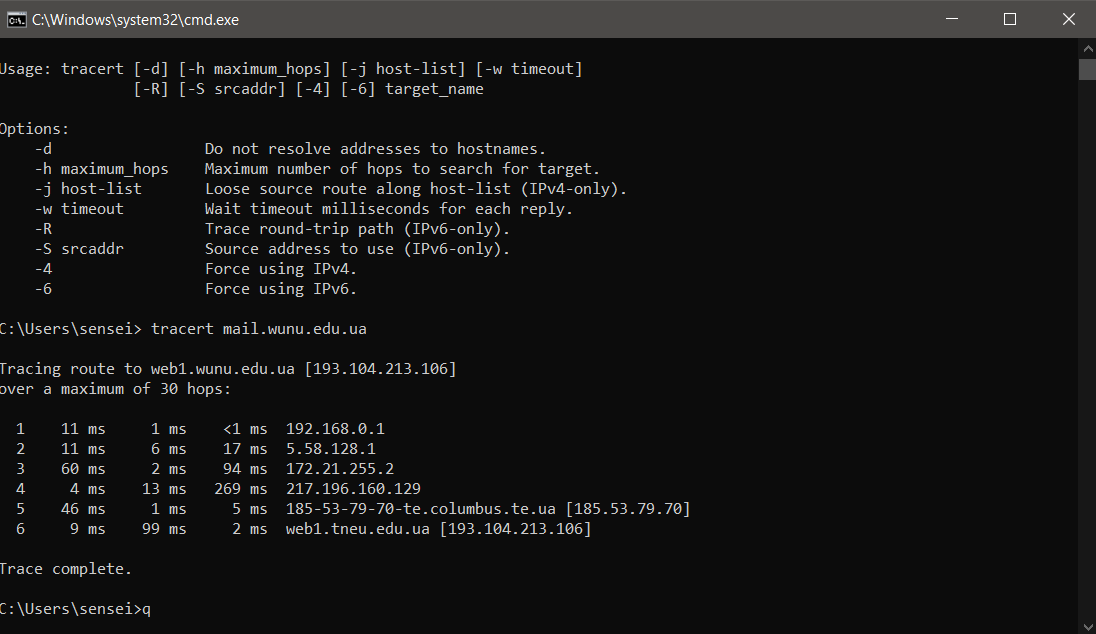 C:\Windows\system32\cmd.exe
Usage: tracert [-d] [-h maximum_hops] [-j host-list] [-w timeout]
               [-R] [-S srcaddr] [-4] [-6] target_name
Options:
    -d                 Do not resolve addresses to hostnames.
    -h maximum_hops    Maximum number of hops to search for target.
    -j host-list       Loose source route along host-list (IPv4-only).
    -w timeout         Wait timeout milliseconds for each reply.
    -R                 Trace round-trip path (IPv6-only).
    -S srcaddr         Source address to use (IPv6-only).
    -4                 Force using IPv4.
    -6                 Force using IPv6.
C:\Users\sensei> tracert mail.wunu.edu.ua
Tracing route to web1.wunu.edu.ua [193.104.213.106]
over a maximum of 30 hops:
  1    11 ms     1 ms    <1 ms  192.168.0.1
  2    11 ms     6 ms    17 ms  5.58.128.1
  3    60 ms     2 ms    94 ms  172.21.255.2
  4     4 ms    13 ms   269 ms  217.196.160.129
  5    46 ms     1 ms     5 ms  185-53-79-70-te.columbus.te.ua [185.53.79.70]
  6     9 ms    99 ms     2 ms  web1.tneu.edu.ua [193.104.213.106]
Trace complete.
C:\Users\sensei>q